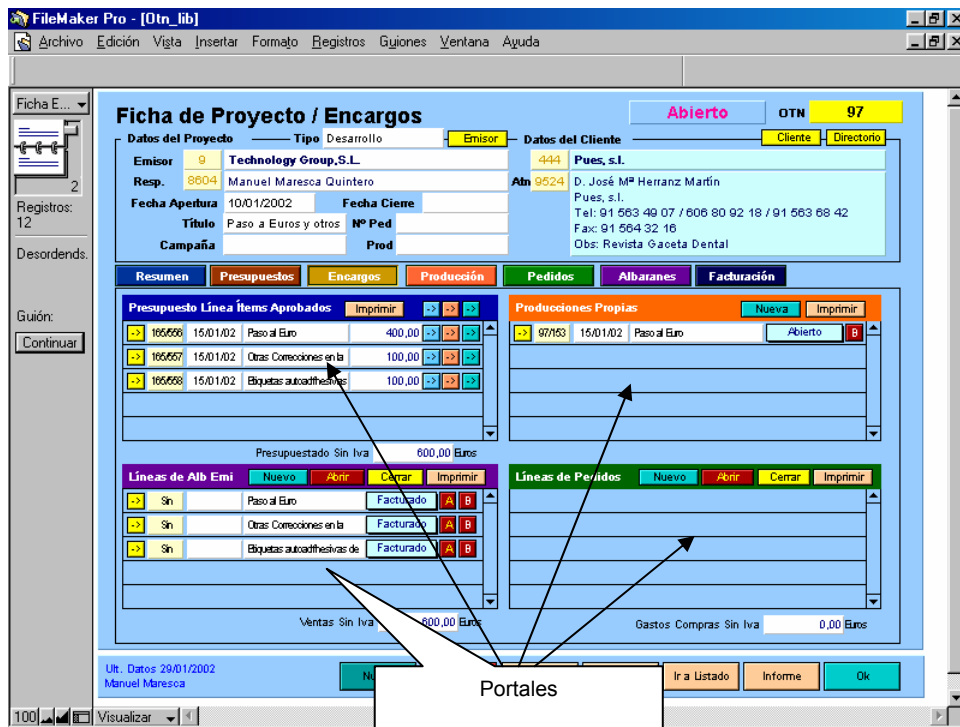 FileMaker Pro - [Otn_lib]
Archivo Edición Vista Insertar Formato Registros Guiones Ventana Ayuda
Ficha E...
2
Registros:
12
Desordends.
Guión:
Continuar
Ficha de Proyecto / Encargos
Abierto OTN 97
Datos del Proyecto Tipo Desarrollo Emisor
Emisor 9 Technology Group,S.L.
Resp. 8604 Manuel Maresca Quintero
Fecha Apertura 10/01/2002 Fecha Cierre
Título Paso a Euros y otros Nº Ped
Campaña Prod
Datos del Cliente Cliente Directorio
444 Pues, s.l.
Atn 9524 D. José Mª Herranz Martín
Pues, s.l.
Tel: 91 563 49 07 / 606 80 92 18 / 91 563 68 42
Fax: 91 564 32 16
Obs: Revista Gaceta Dental
Resumen Presupuestos Encargos Producción Pedidos Albaranes Facturación
Presupuesto Línea Ítems Aprobados Imprimir -> -> ->
-> 165/556 15/01/02 Paso al Euro 400,00 -> -> ->
-> 165/557 15/01/02 Otras Correcciones en la 100,00 -> -> ->
-> 165/558 15/01/02 Etiquetas autoadfhesivas 100,00 -> -> ->
Presupuestado Sin Iva 600,00 Euros
Producciones Propias Nueva Imprimir
-> 97/153 15/01/02 Paso al Euro Abierto B
Líneas de Alb Emi Nuevo Abrir Cerrar Imprimir
-> Sin Paso al Euro Facturado A B
-> Sin Otras Correcciones en la Facturado A B
-> Sin Etiquetas autoadfhesivas de Facturado A B
Ventas Sin Iva 600,00 Euros
Líneas de Pedidos Nuevo Abrir Cerrar Imprimir
Gastos Compras Sin Iva 0,00 Euros
Ult. Datos 29/01/2002
Manuel Maresca
Ir a Listado Informe Ok
Portales
100 Visualizar